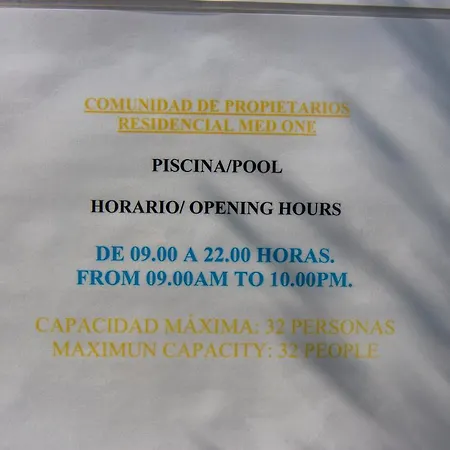 COMUNIDAD DE PROPIETARIOS
RESIDENCIAL MED ONE
PISCINA/POOL
HORARIO/ OPENING HOURS
DE 09.00 A 22.00 HORAS.
FROM 09.00AM TO 10.00PM.
CAPACIDAD MÁXIMA: 32 PERSONAS
MAXIMUN CAPACITY: 32 PEOPLE